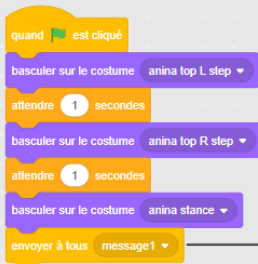 quand est cliqué
basculer sur le costume anina top L step
attendre 1 secondes
basculer sur le costume anina top R step
attendre 1 secondes
basculer sur le costume anina stance
envoyer à tous message1